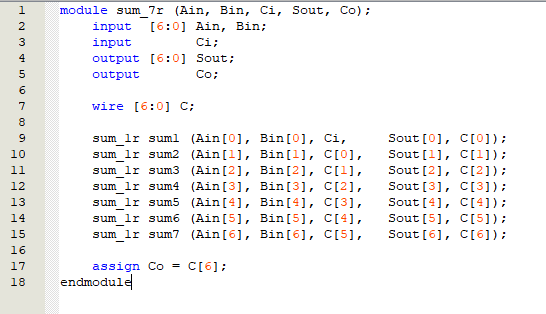 1 module sum_7r (Ain, Bin, Ci, Sout, Co);
2 input [6:0] Ain, Bin;
3 input Ci;
4 output [6:0] Sout;
5 output Co;
6
7 wire [6:0] C;
8
9 sum_1r sum1 (Ain[0], Bin[0], Ci, Sout[0], C[0]);
10 sum_1r sum2 (Ain[1], Bin[1], C[0], Sout[1], C[1]);
11 sum_1r sum3 (Ain[2], Bin[2], C[1], Sout[2], C[2]);
12 sum_1r sum4 (Ain[3], Bin[3], C[2], Sout[3], C[3]);
13 sum_1r sum5 (Ain[4], Bin[4], C[3], Sout[4], C[4]);
14 sum_1r sum6 (Ain[5], Bin[5], C[4], Sout[5], C[5]);
15 sum_1r sum7 (Ain[6], Bin[6], C[5], Sout[6], C[6]);
16
17 assign Co = C[6];
18 endmodule